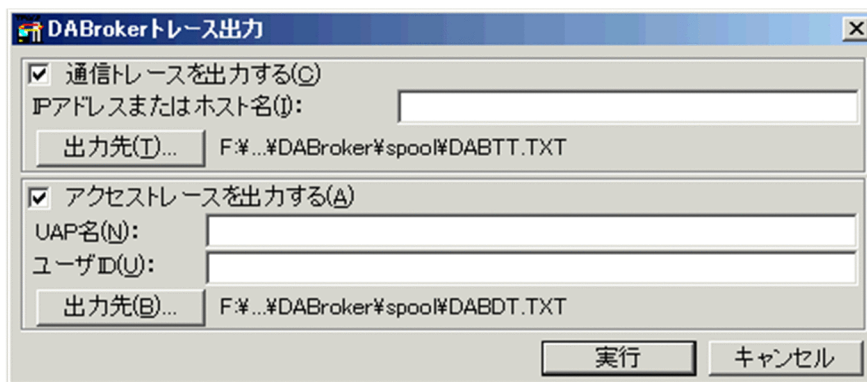 DABrokerトレース出力
通信トレースを出力する(C)
IPアドレスまたはホスト名(I):
出力先(T)... F:¥...¥DABroker¥spool¥DABTT.TXT
アクセストレースを出力する(A)
UAP名(N):
ユーザID(U):
出力先(B)... F:¥...¥DABroker¥spool¥DABDT.TXT
実行 キャンセル